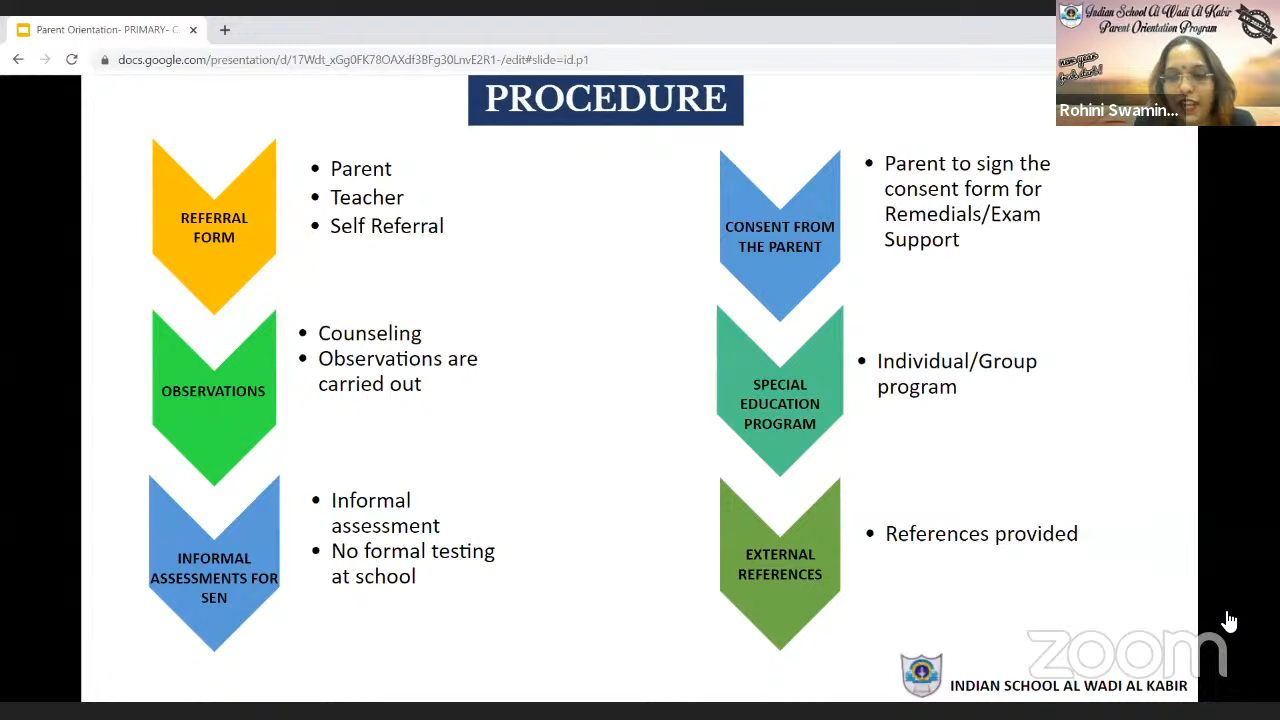 Parent Orientation- PRIMARY- C
docs.google.com/presentation/d/17Wdt_xGg0FK78OAXdf3BFg30LnvE2R1-/edit#slide=id.p1
Indian School Al Wadi Al Kabir
Parent Orientation Program
Rohini Swamin...
PROCEDURE
REFERRAL
FORM
• Parent
• Teacher
• Self Referral
OBSERVATIONS
• Counseling
• Observations are
carried out
INFORMAL
ASSESSMENTS FOR
SEN
• Informal
assessment
• No formal testing
at school
CONSENT FROM
THE PARENT
• Parent to sign the
consent form for
Remedials/Exam
Support
SPECIAL
EDUCATION
PROGRAM
• Individual/Group
program
EXTERNAL
REFERENCES
• References provided
zoom
INDIAN SCHOOL AL WADI AL KABIR